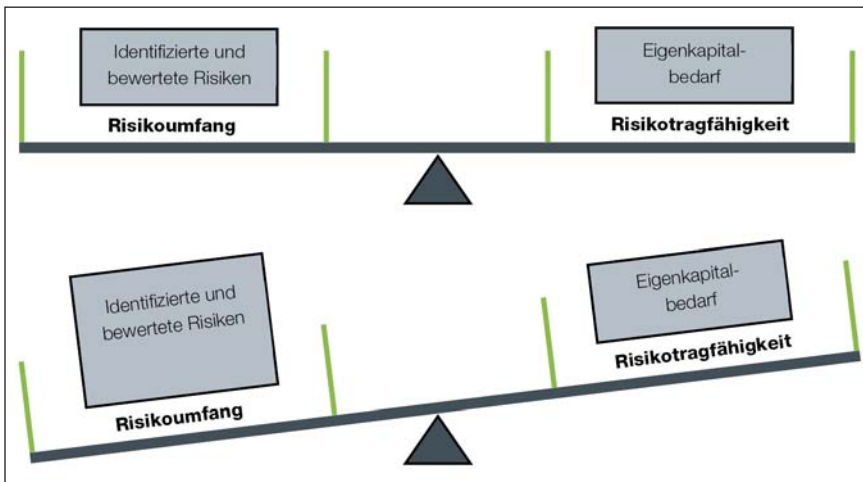 Identifizierte und
bewertete Risiken
Risikoumfang
Eigenkapital-
bedarf
Risikotragfähigkeit
Identifizierte und
bewertete Risiken
Risikoumfang
Eigenkapital-
bedarf
Risikotragfähigkeit